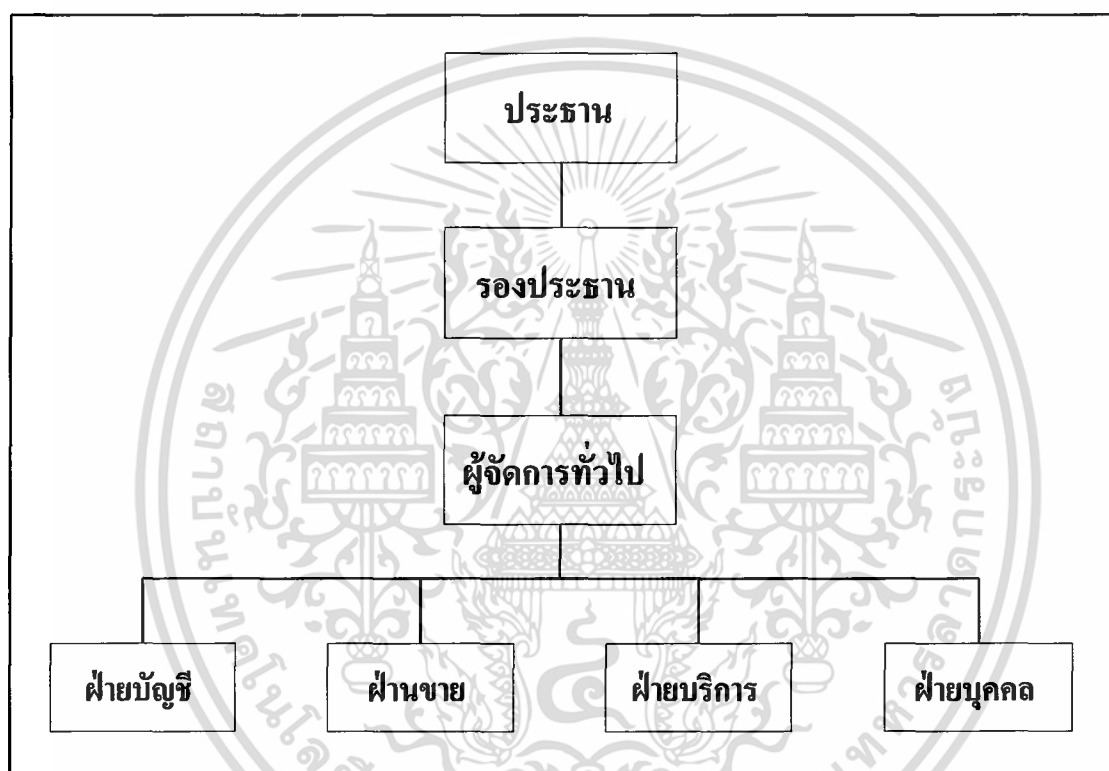 ประธาน
รองประธาน
ผู้จัดการทั่วไป
ฝ่ายบัญชี
ฝ่านขาย
ฝ่ายบริการ
ฝ่ายบุคคล